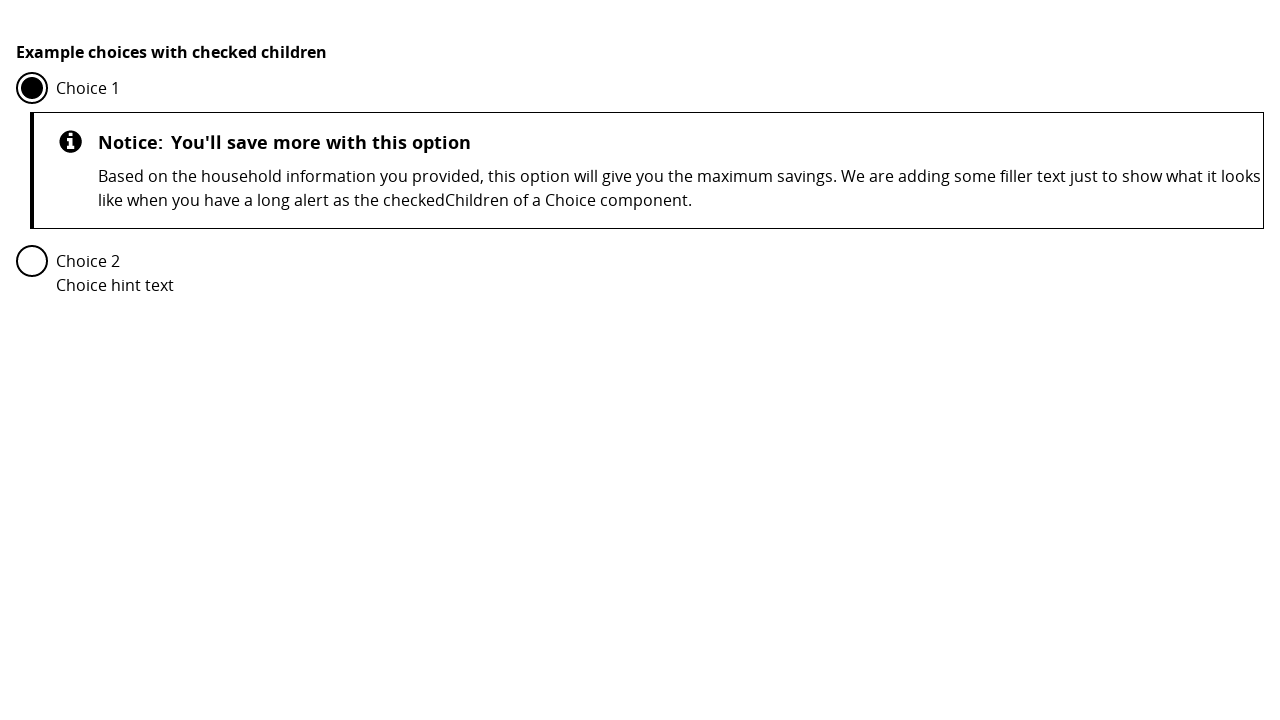 Example choices with checked children
Choice 1
Notice: You'll save more with this option
Based on the household information you provided, this option will give you the maximum savings. We are adding some filler text just to show what it looks
like when you have a long alert as the checkedChildren of a Choice component.
Choice 2
Choice hint text